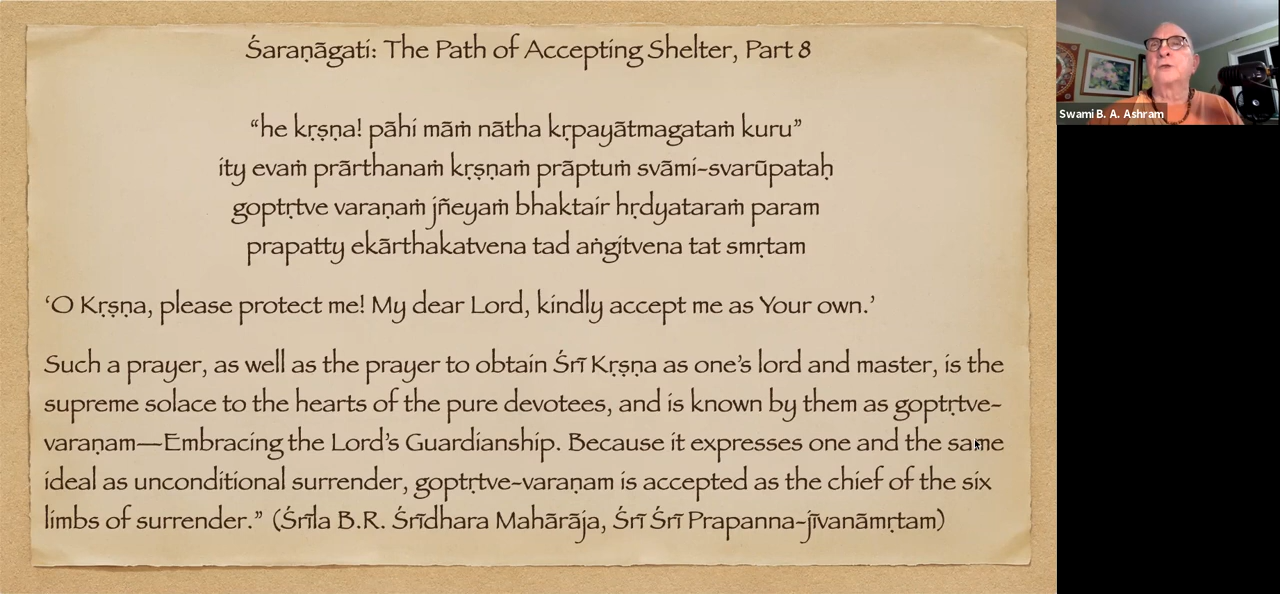 Śaraṇāgati: The Path of Accepting Shelter, Part 8
“he kṛṣṇa! pāhi māṁ nātha kṛpayātmagataṁ kuru”
ity evaṁ prārthanaṁ kṛṣṇaṁ prāptuṁ svāmi-svarūpataḥ
goptṛtve varaṇaṁ jñeyaṁ bhaktair hṛdyataraṁ param
prapatty ekārthakatvena tad aṅgitvena tat smṛtam
‘O Kṛṣṇa, please protect me! My dear Lord, kindly accept me as Your own.’
Such a prayer, as well as the prayer to obtain Śrī Kṛṣṇa as one’s lord and master, is the
supreme solace to the hearts of the pure devotees, and is known by them as goptṛtve-
varaṇam—Embracing the Lord’s Guardianship. Because it expresses one and the same
ideal as unconditional surrender, goptṛtve-varaṇam is accepted as the chief of the six
limbs of surrender.” (Śrīla B.R. Śrīdhara Mahārāja, Śrī Śrī Prapanna-jīvanāmṛtam)
Swami B. A. Ashram